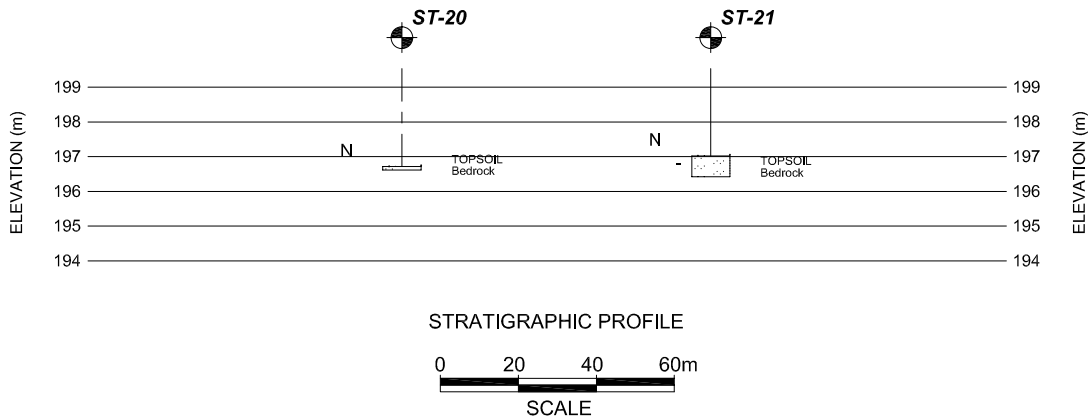 ST-20
ST-21
199
199
198
198
N
N
197
197
TOPSOIL
Bedrock
-
TOPSOIL
Bedrock
196
196
195
195
194
194
ELEVATION (m)
ELEVATION (m)
STRATIGRAPHIC PROFILE
0 20 40 60m
SCALE